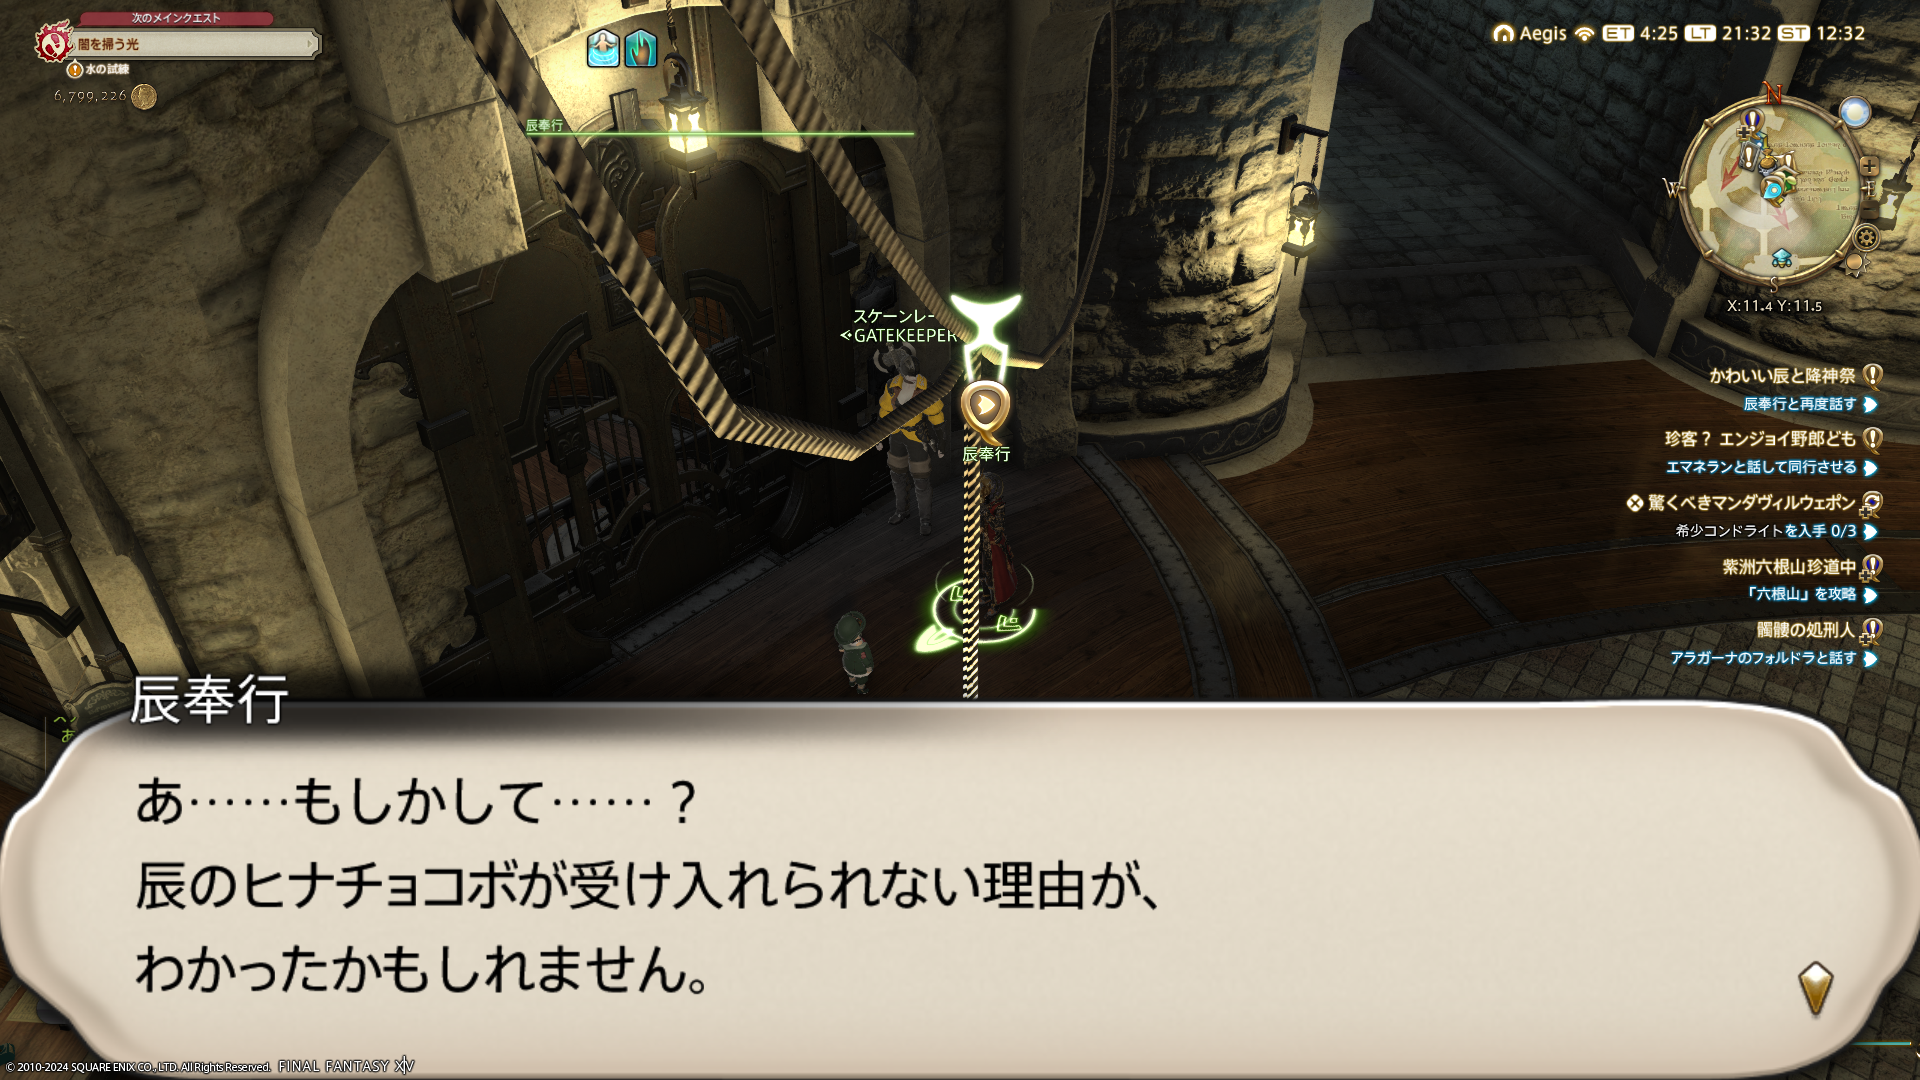 次のメインクエスト
闇を掃う光
水の試練
6,799,226
辰奉行
Aegis ET 4:25 LT 21:32 ST 12:32
N
W
E
S
X:11.4 Y:11.5
スケーンレー
GATEKEEPER
辰奉行
かわいい辰と降神祭
辰奉行と再度話す
珍客？ エンジョイ野郎ども
エマネランと話して同行させる
驚くべきマンダヴィルウェポン
希少コンドライトを入手 0/3
紫洲六根山珍道中
「六根山」を攻略
髑髏の処刑人
アラガーナのフォルドラと話す
辰奉行
あ……もしかして……？
辰のヒナチョコボが受け入れられない理由が、
わかったかもしれません。
© 2010-2024 SQUARE ENIX CO., LTD. All Rights Reserved. FINAL FANTASY XIV